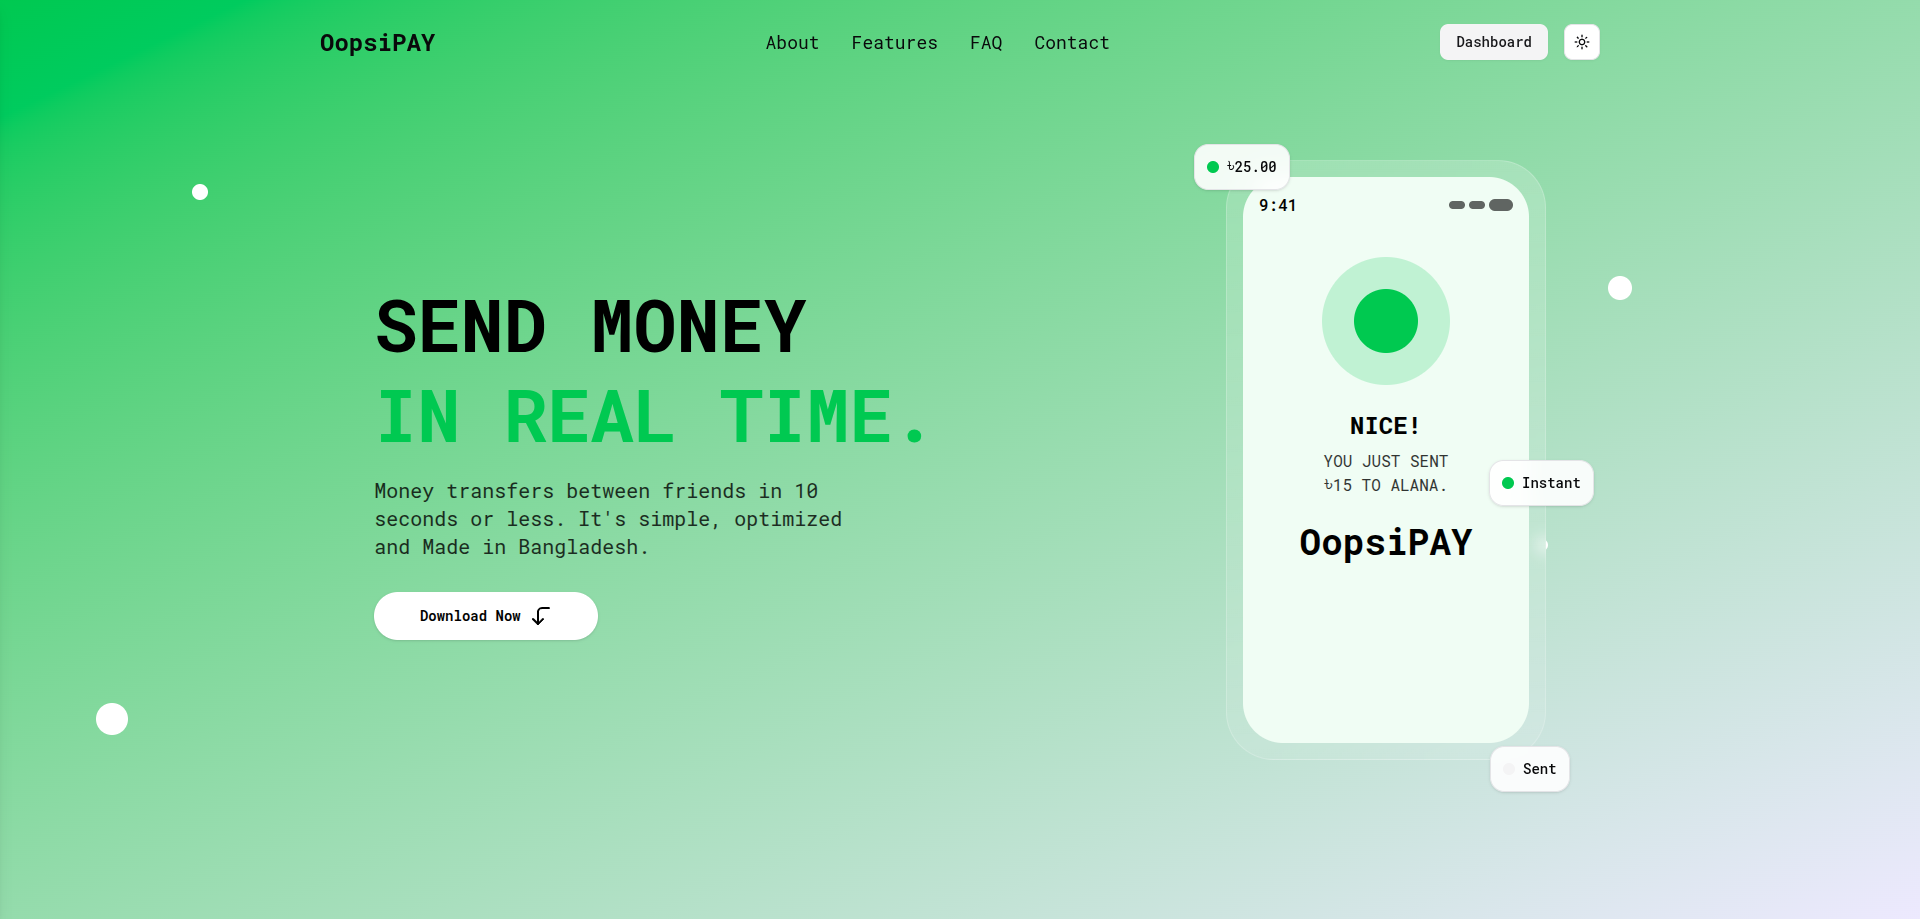 OopsiPAY
About
Features
FAQ
Contact
Dashboard
SEND MONEY
IN REAL TIME.
Money transfers between friends in 10
seconds or less. It's simple, optimized
and Made in Bangladesh.
Download Now
৳25.00
9:41
NICE!
YOU JUST SENT
৳15 TO ALANA.
Instant
OopsiPAY
Sent